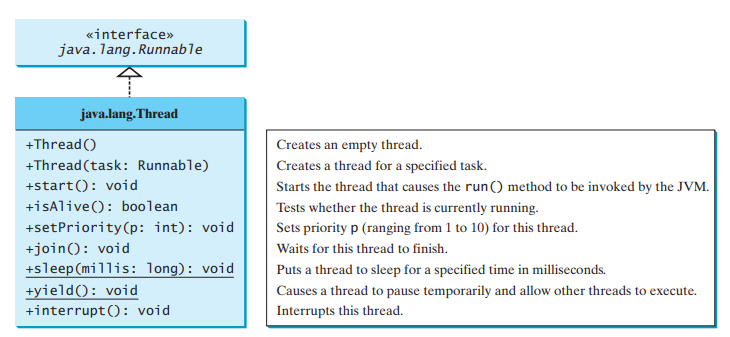 «interface»
java.lang.Runnable
java.lang.Thread
+Thread()
+Thread(task: Runnable)
+start(): void
+isAlive(): boolean
+setPriority(p: int): void
+join(): void
+sleep(millis: long): void
+yield(): void
+interrupt(): void
Creates an empty thread.
Creates a thread for a specified task.
Starts the thread that causes the run() method to be invoked by the JVM.
Tests whether the thread is currently running.
Sets priority p (ranging from 1 to 10) for this thread.
Waits for this thread to finish.
Puts a thread to sleep for a specified time in milliseconds.
Causes a thread to pause temporarily and allow other threads to execute.
Interrupts this thread.